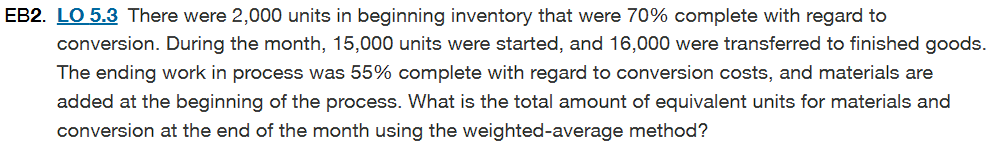 EB2. LO 5.3 There were 2,000 units in beginning inventory that were 70% complete with regard to
conversion. During the month, 15,000 units were started, and 16,000 were transferred to finished goods.
The ending work in process was 55% complete with regard to conversion costs, and materials are
added at the beginning of the process. What is the total amount of equivalent units for materials and
conversion at the end of the month using the weighted-average method?